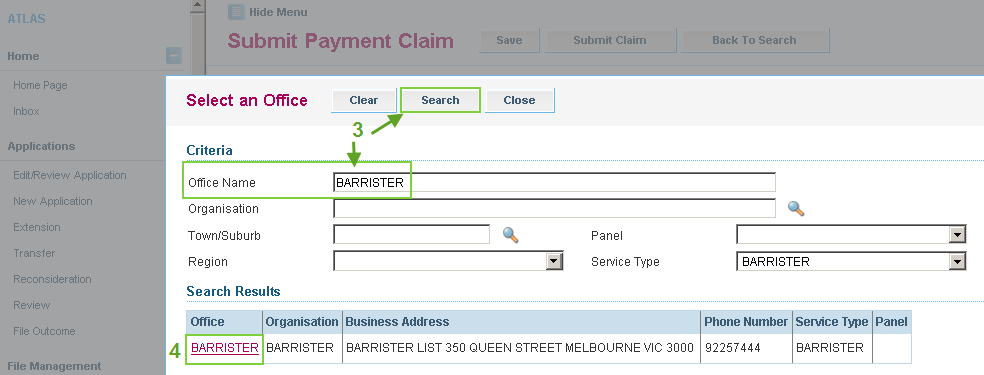 ATLAS
Hide Menu
Submit Payment Claim Save Submit Claim Back To Search
Home
Home Page
Inbox
Applications
Edit/Review Application
New Application
Extension
Transfer
Reconsideration
Review
File Outcome
File Management
Select an Office Clear Search Close
3
Criteria
Office Name BARRISTER
Organisation
Town/Suburb Panel
Region Service Type BARRISTER
Search Results
Office Organisation Business Address Phone Number Service Type Panel
4 BARRISTER BARRISTER BARRISTER LIST 350 QUEEN STREET MELBOURNE VIC 3000 92257444 BARRISTER